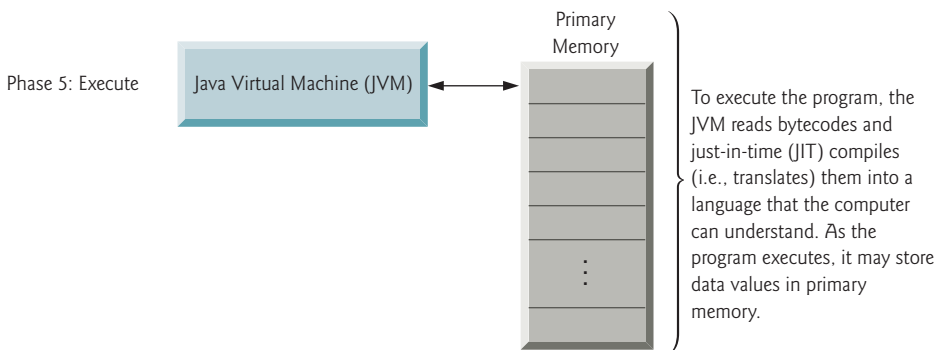 Primary
Memory
Phase 5: Execute
Java Virtual Machine (JVM)
To execute the program, the
JVM reads bytecodes and
just-in-time (JIT) compiles
(i.e., translates) them into a
language that the computer
can understand. As the
program executes, it may store
data values in primary
memory.